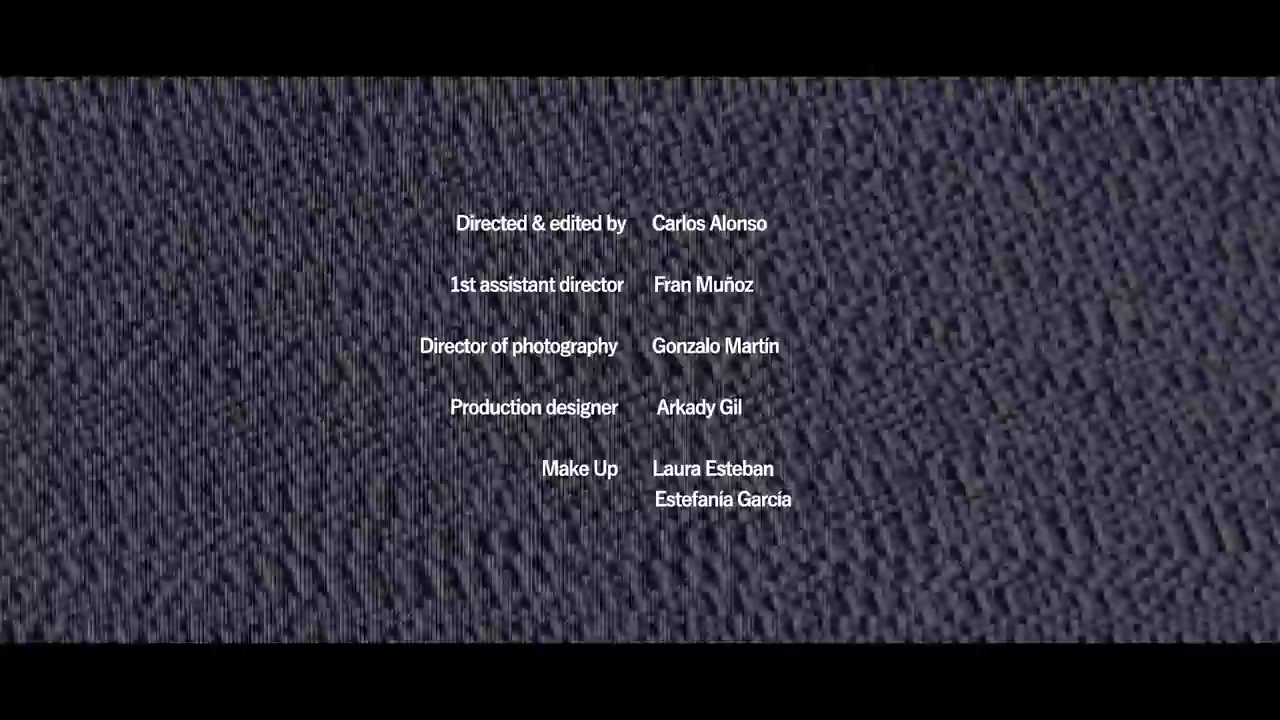 Directed & edited by Carlos Alonso
1st assistant director Fran Muñoz
Director of photography Gonzalo Martín
Production designer Arkady Gil
Make Up Laura Esteban
Estefanía García